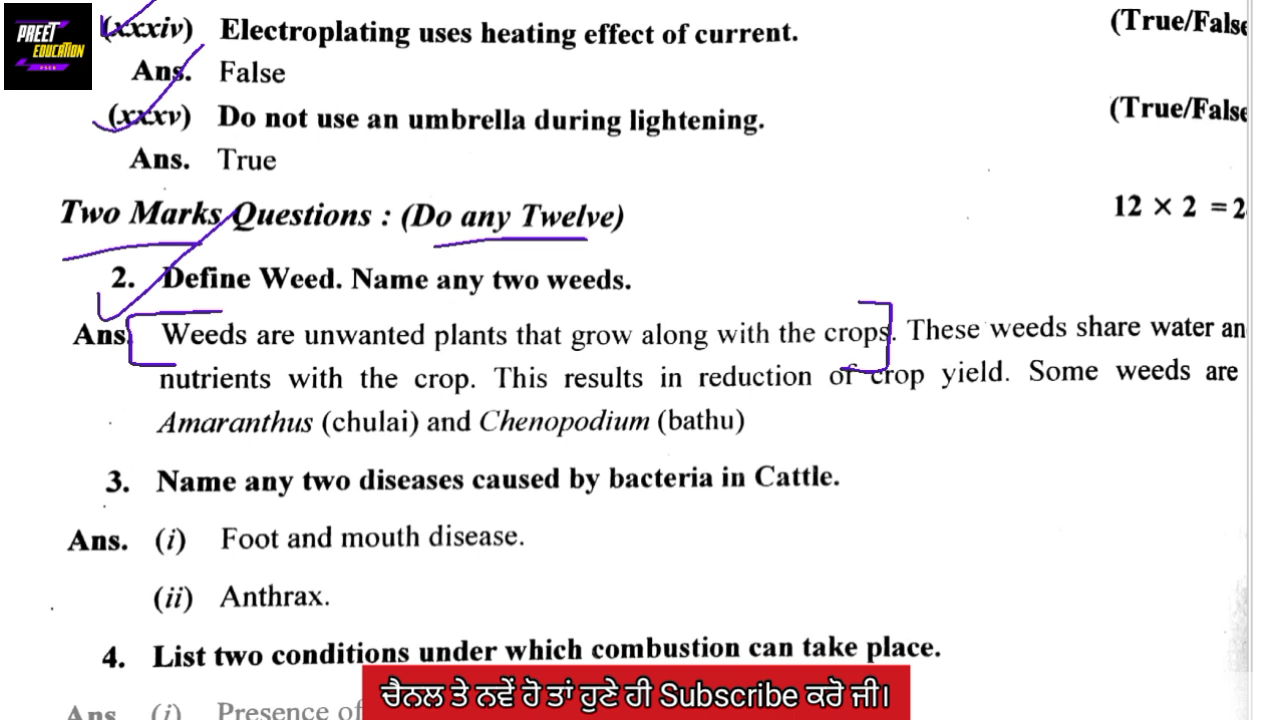 PREET
EDUCATION
(xxxiv) Electroplating uses heating effect of current. (True/False
Ans. False
(xxxv) Do not use an umbrella during lightening. (True/False
Ans. True
Two Marks Questions : (Do any Twelve) 12 × 2 = 2
2. Define Weed. Name any two weeds.
Ans. Weeds are unwanted plants that grow along with the crops. These weeds share water an
nutrients with the crop. This results in reduction of crop yield. Some weeds are
Amaranthus (chulai) and Chenopodium (bathu)
3. Name any two diseases caused by bacteria in Cattle.
Ans. (i) Foot and mouth disease.
(ii) Anthrax.
4. List two conditions under which combustion can take place.
Ans (i) Presence of
ਚੈਨਲ ਤੇ ਨਵੇਂ ਹੋ ਤਾਂ ਹੁਣੇ ਹੀ Subscribe ਕਰੋ ਜੀ।